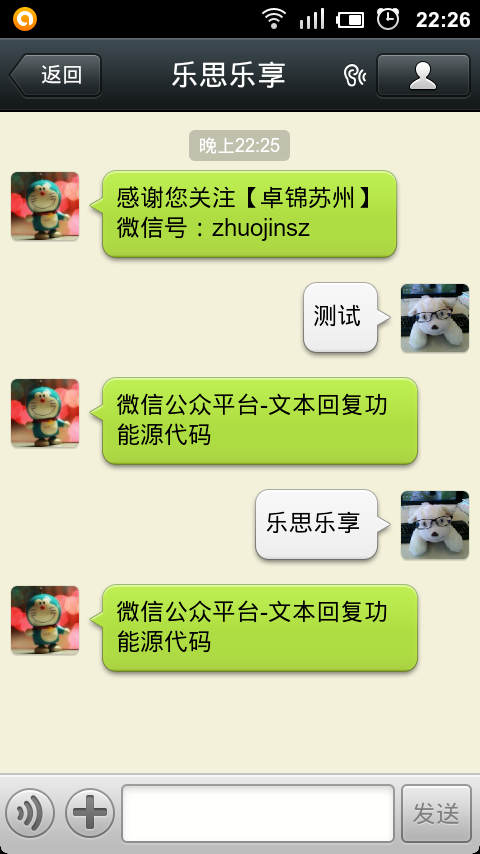 22:26
返回
乐思乐享
晚上22:25
感谢您关注【卓锦苏州】
微信号：zhuojinsz
测试
微信公众平台-文本回复功
能源代码
乐思乐享
微信公众平台-文本回复功
能源代码
发送